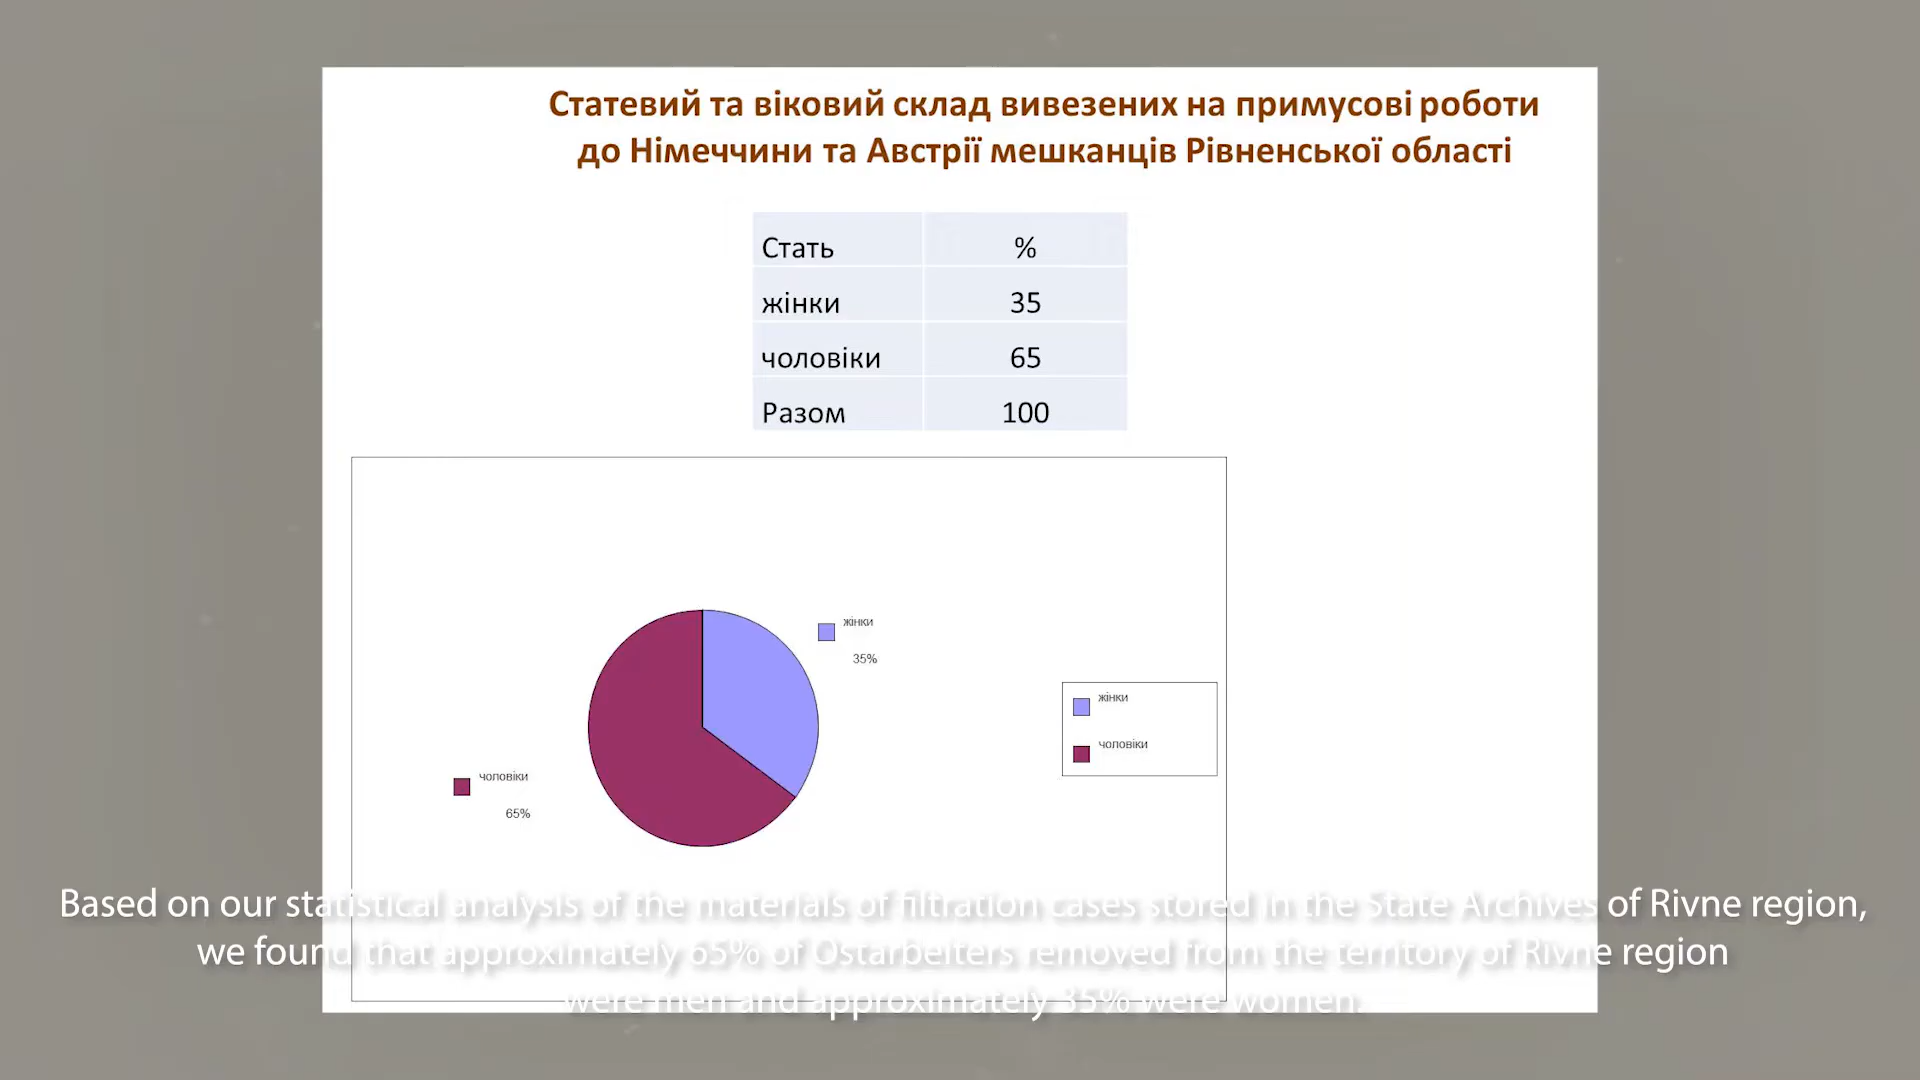 Статевий та віковий склад вивезених на примусові роботи
до Німеччини та Австрії мешканців Рівненської області
Стать %
жінки 35
чоловіки 65
Разом 100
жінки
35%
жінки
чоловіки
чоловіки
65%
Based on our statistical analysis of the materials of filtration cases stored in the State Archives of Rivne region,
we found that approximately 65% of Ostarbeiters removed from the territory of Rivne region
were men and approximately 35% were women.